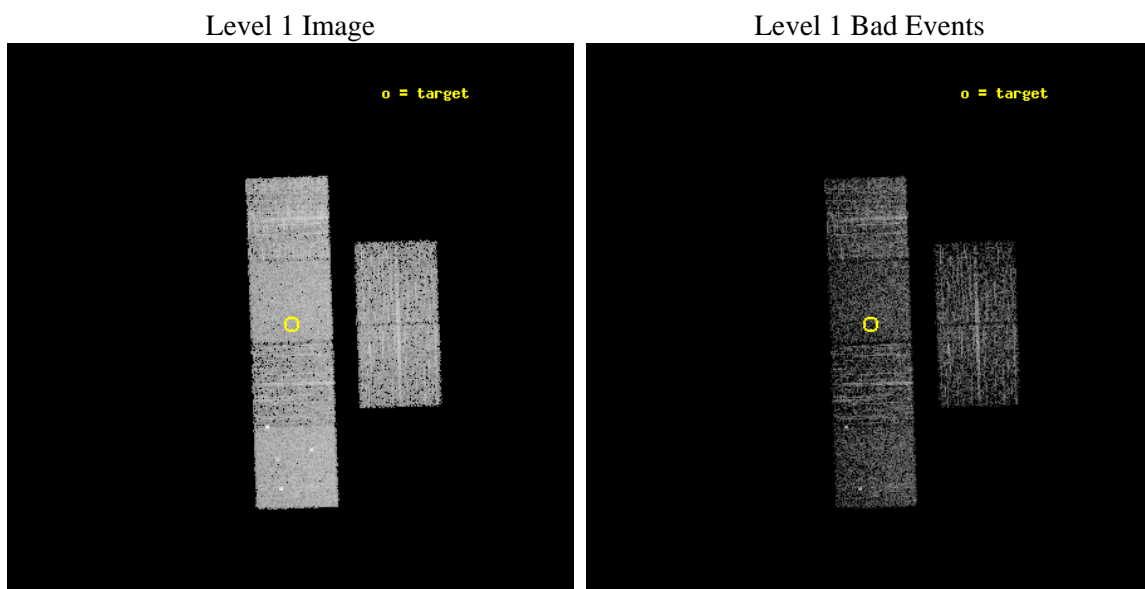 Level 1 Image
Level 1 Bad Events
o = target
o = target